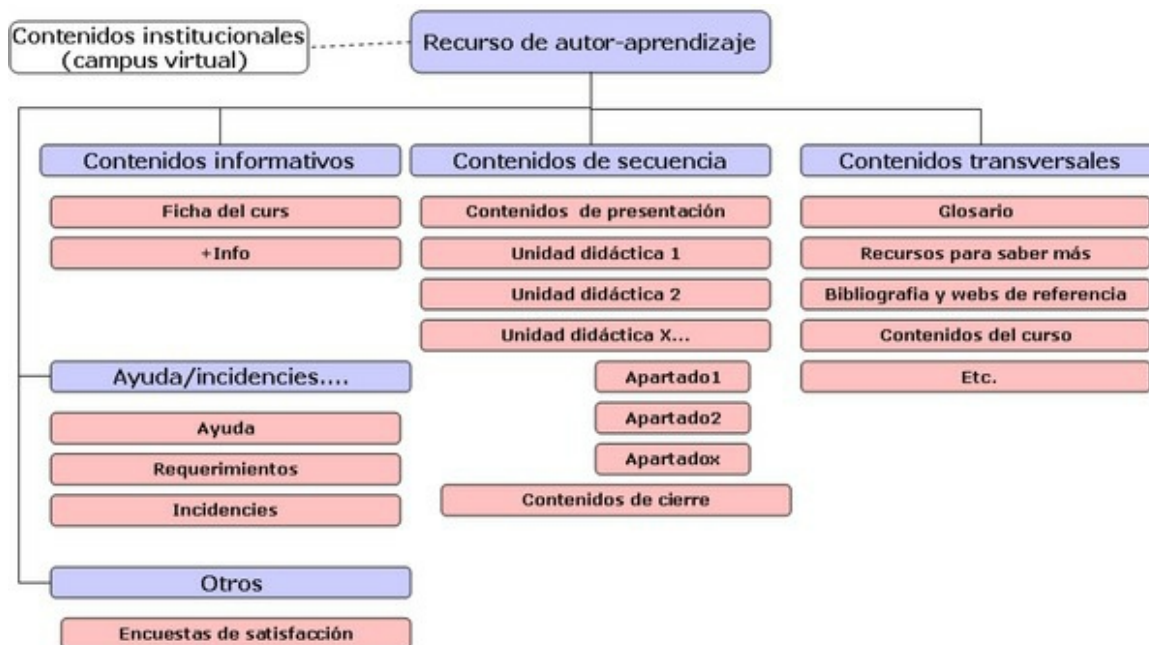 Contenidos institucionales
(campus virtual)
Recurso de autor-aprendizaje
Contenidos informativos
Ficha del curs
+Info
Ayuda/incidencies....
Ayuda
Requerimientos
Incidencies
Otros
Encuestas de satisfacción
Contenidos de secuencia
Contenidos de presentación
Unidad didáctica 1
Unidad didáctica 2
Unidad didáctica X...
Apartado1
Apartado2
Apartadox
Contenidos de cierre
Contenidos transversales
Glosario
Recursos para saber más
Bibliografia y webs de referencia
Contenidos del curso
Etc.